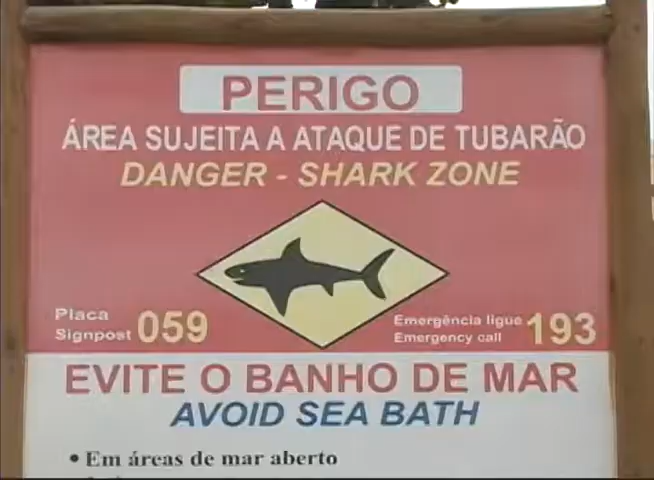 PERIGO
ÁREA SUJEITA A ATAQUE DE TUBARÃO
DANGER - SHARK ZONE
Placa
Signpost 059
Emergência ligue
Emergency call 193
EVITE O BANHO DE MAR
AVOID SEA BATH
• Em áreas de mar aberto